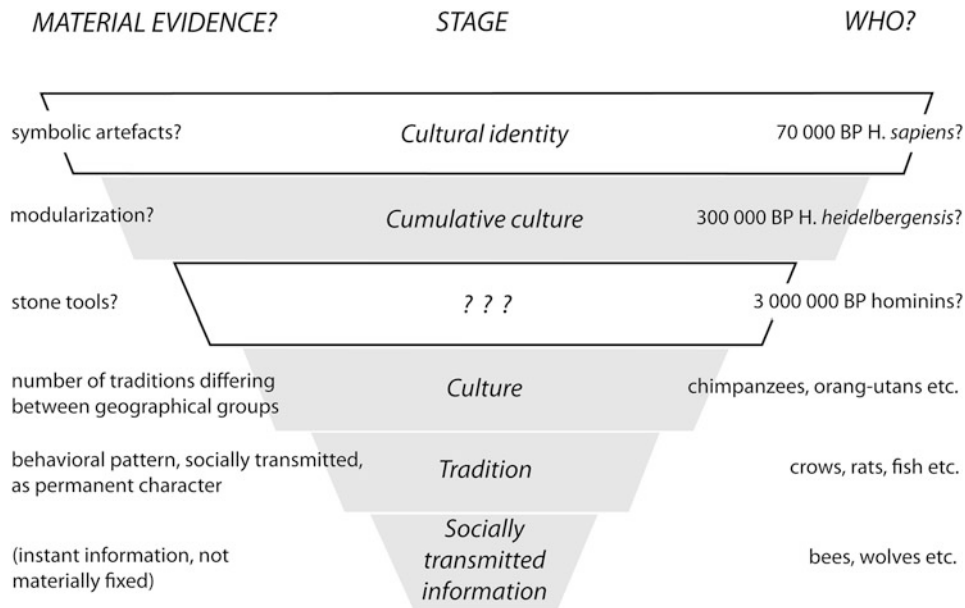 MATERIAL EVIDENCE? STAGE WHO?
symbolic artefacts? Cultural identity 70 000 BP H. sapiens?
modularization? Cumulative culture 300 000 BP H. heidelbergensis?
stone tools? ? ? ? 3 000 000 BP hominins?
number of traditions differing
between geographical groups
Culture
chimpanzees, orang-utans etc.
behavioral pattern, socially transmitted,
as permanent character
Tradition
crows, rats, fish etc.
(instant information, not
materially fixed)
Socially
transmitted
information
bees, wolves etc.